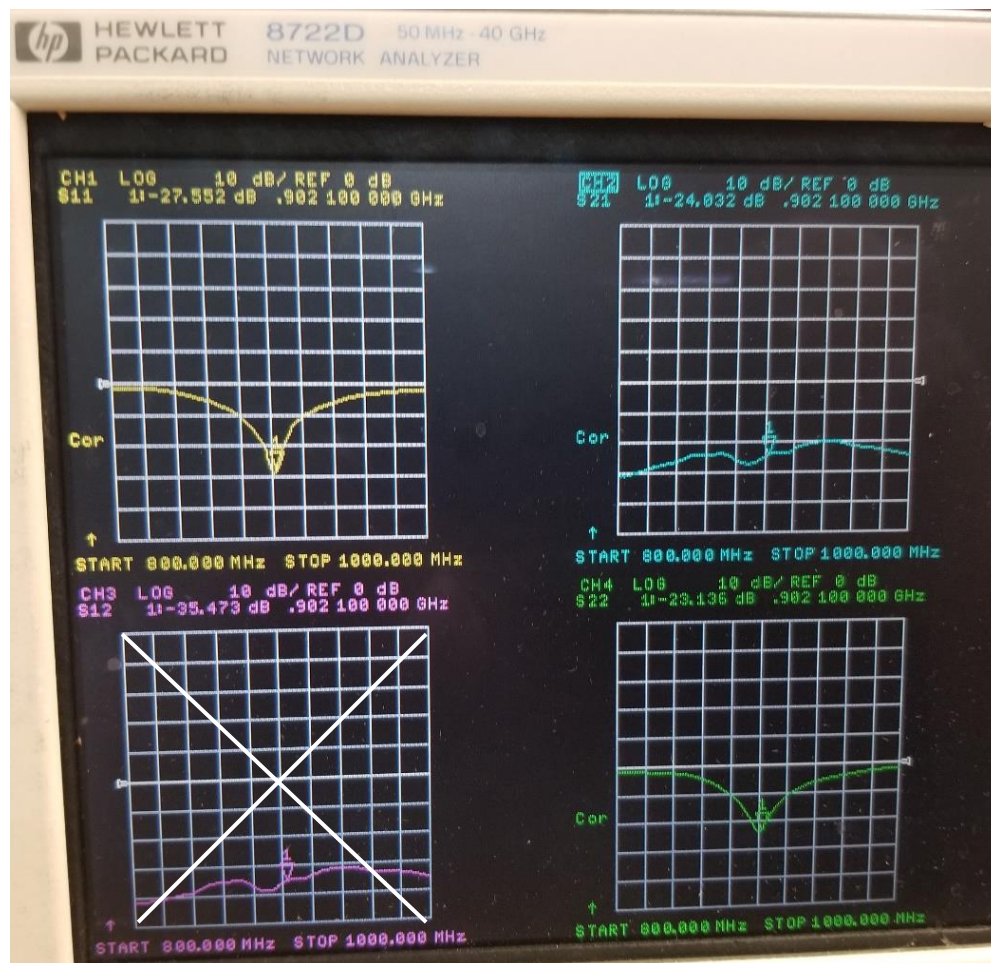 hp HEWLETT PACKARD 8722D 50 MHz - 40 GHz NETWORK ANALYZER
CH1 LOG 10 dB/ REF 0 dB
S11 1:-27.552 dB .902 100 000 GHz
Cor
1
START 800.000 MHz STOP 1000.000 MHz
CH2 LOG 10 dB/ REF 0 dB
S21 1:-24.032 dB .902 100 000 GHz
Cor
1
START 800.000 MHz STOP 1000.000 MHz
CH3 LOG 10 dB/ REF 0 dB
S12 1:-35.473 dB .902 100 000 GHz
1
START 800.000 MHz STOP 1000.000 MHz
CH4 LOG 10 dB/ REF 0 dB
S22 1:-23.136 dB .902 100 000 GHz
Cor
1
START 800.000 MHz STOP 1000.000 MHz